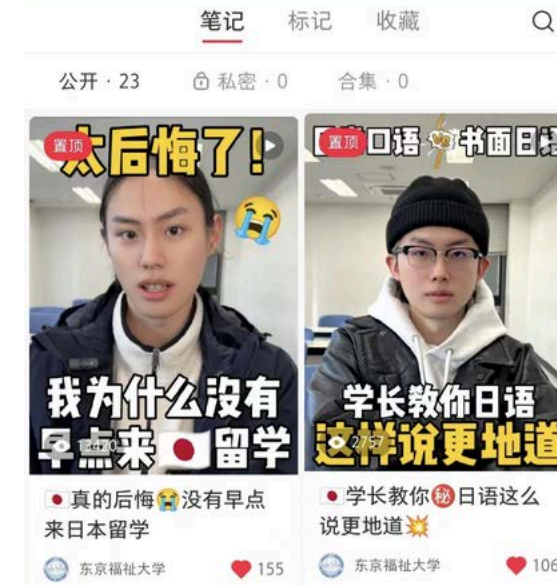 笔记
标记
收藏
公开 · 23
私密 · 0
合集 · 0
置顶
太后悔了！
我为什么没有
早点来🇯🇵留学
13420
🇯🇵真的后悔😭没有早点
来日本留学
东京福祉大学
155
置顶
口语
书面日
学长教你日语
这样说更地道
2757
🇯🇵学长教你㊙️日语这么
说更地道💥
东京福祉大学
106